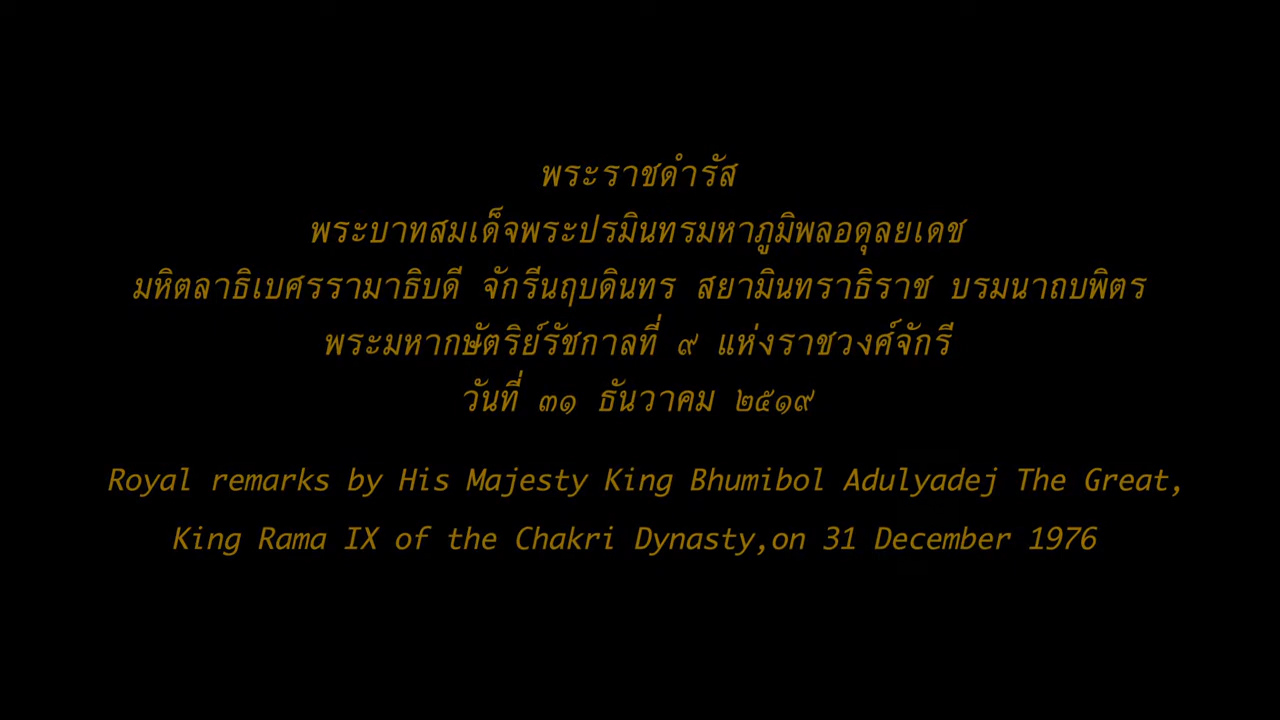 พระราชดำรัส
พระบาทสมเด็จพระปรมินทรมหาภูมิพลอดุลยเดช
มหิตลาธิเบศรรามาธิบดี จักรีนฤบดินทร สยามินทราธิราช บรมนาถบพิตร
พระมหากษัตริย์รัชกาลที่ ๙ แห่งราชวงศ์จักรี
วันที่ ๓๑ ธันวาคม ๒๕๑๙
Royal remarks by His Majesty King Bhumibol Adulyadej The Great,
King Rama IX of the Chakri Dynasty,on 31 December 1976